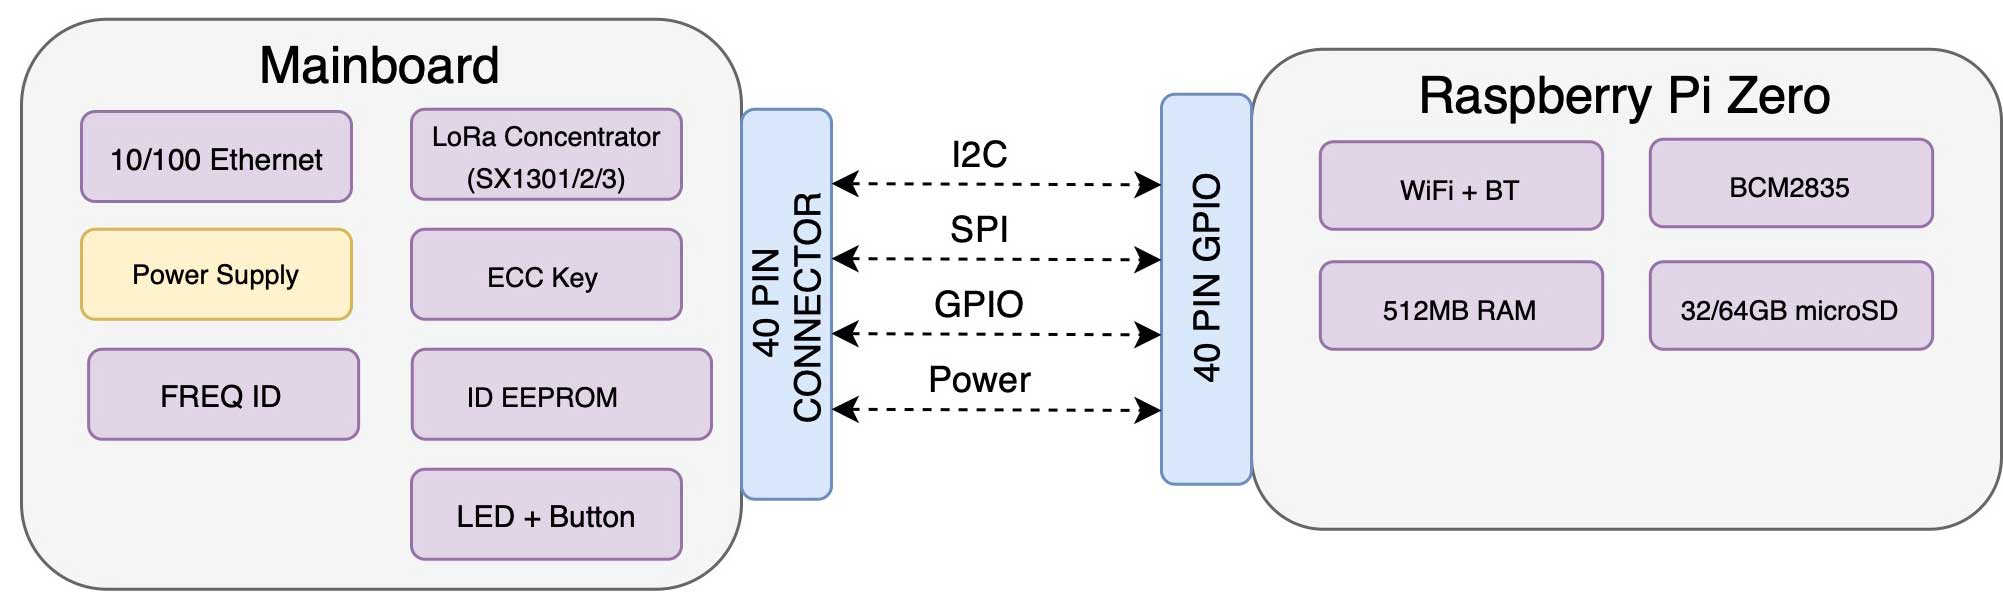 Mainboard
10/100 Ethernet
LoRa Concentrator
(SX1301/2/3)
Power Supply
ECC Key
FREQ ID
ID EEPROM
LED + Button
40 PIN
CONNECTOR
I2C
SPI
GPIO
Power
40 PIN GPIO
Raspberry Pi Zero
WiFi + BT
BCM2835
512MB RAM
32/64GB microSD